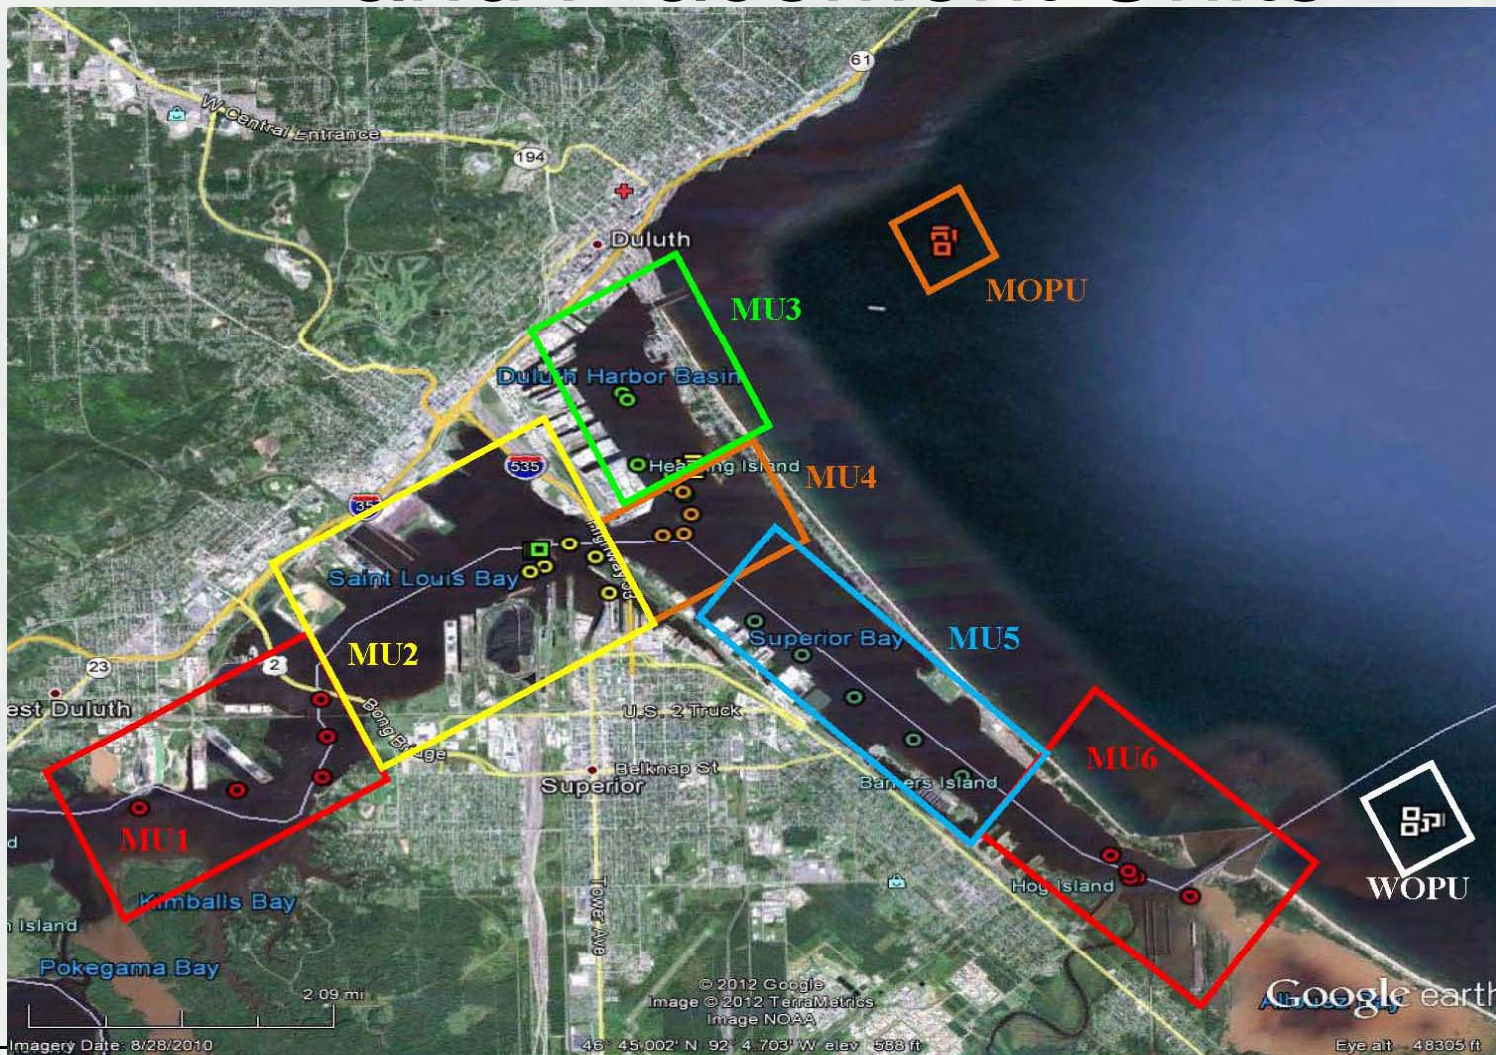 61
W Central Entrance
194
Duluth
MOPU
MU3
Duluth Harbor Basin
535
Island
MU4
35
Saint Louis Bay
MU2
Superior Bay
MU5
23
2
est Duluth
Bong Bridge
U.S. 2 Truck
Belknap St
Superior
Barkers Island
MU6
MU1
Hog Island
WOPU
Kimballs Bay
Island
Tower Ave
Pokegama Bay
2.09 mi
© 2012 Google
Image © 2012 TerraMetrics
Image NOAA
Google earth
Imagery Date: 8/28/2010
46° 45.002' N 92° 4.703' W elev 588 ft
Eye alt 48305 ft